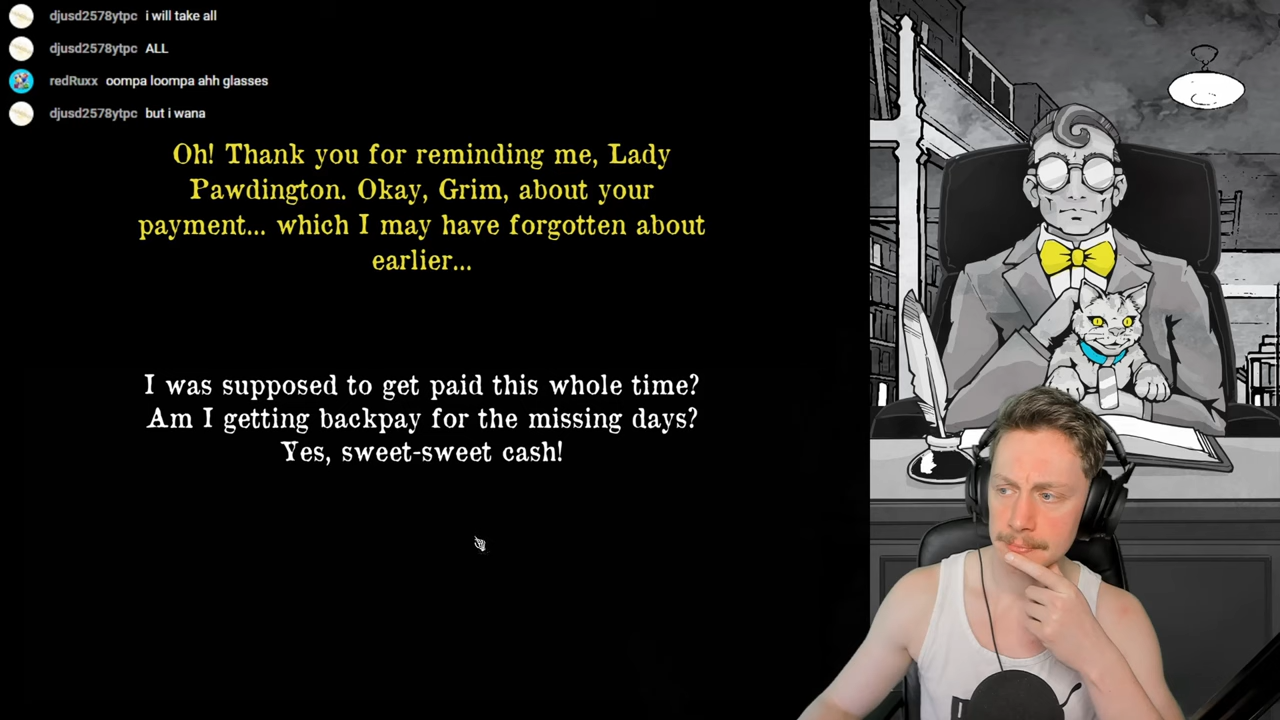 djusd2578ytpc i will take all
djusd2578ytpc ALL
redRuxx oompa loompa ahh glasses
djusd2578ytpc but i wana
Oh! Thank you for reminding me, Lady
Pawdington. Okay, Grim, about your
payment... which I may have forgotten about
earlier...
I was supposed to get paid this whole time?
Am I getting backpay for the missing days?
Yes, sweet-sweet cash!